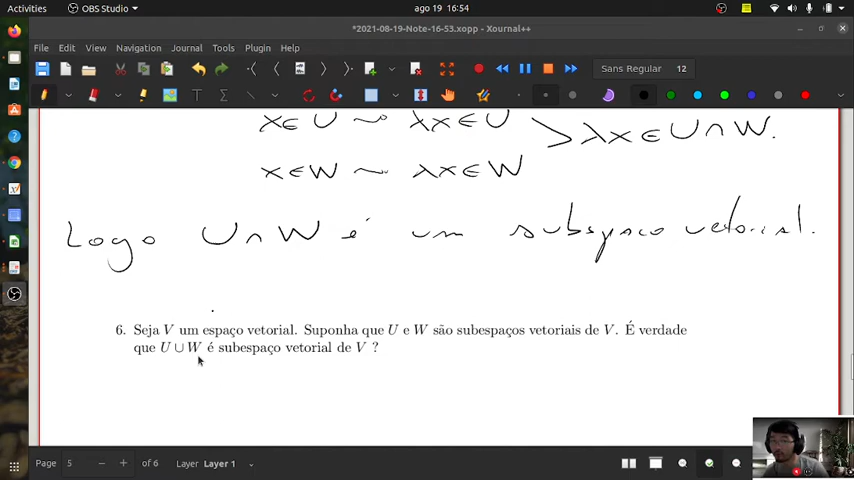 Activities
OBS Studio
ago 19 16:54
*2021-08-19-Note-16-53.xopp - Xournal++
File Edit View Navigation Journal Tools Plugin Help
Sans Regular 12
x∈U ~ λx∈U
> λx∈U∩W.
x∈W ~ λx∈W
Logo U∩W é um subespaço vetorial.
6. Seja V um espaço vetorial. Suponha que U e W são subespaços vetoriais de V. É verdade
que U ∪ W é subespaço vetorial de V ?
Page 5 of 6 Layer Layer 1